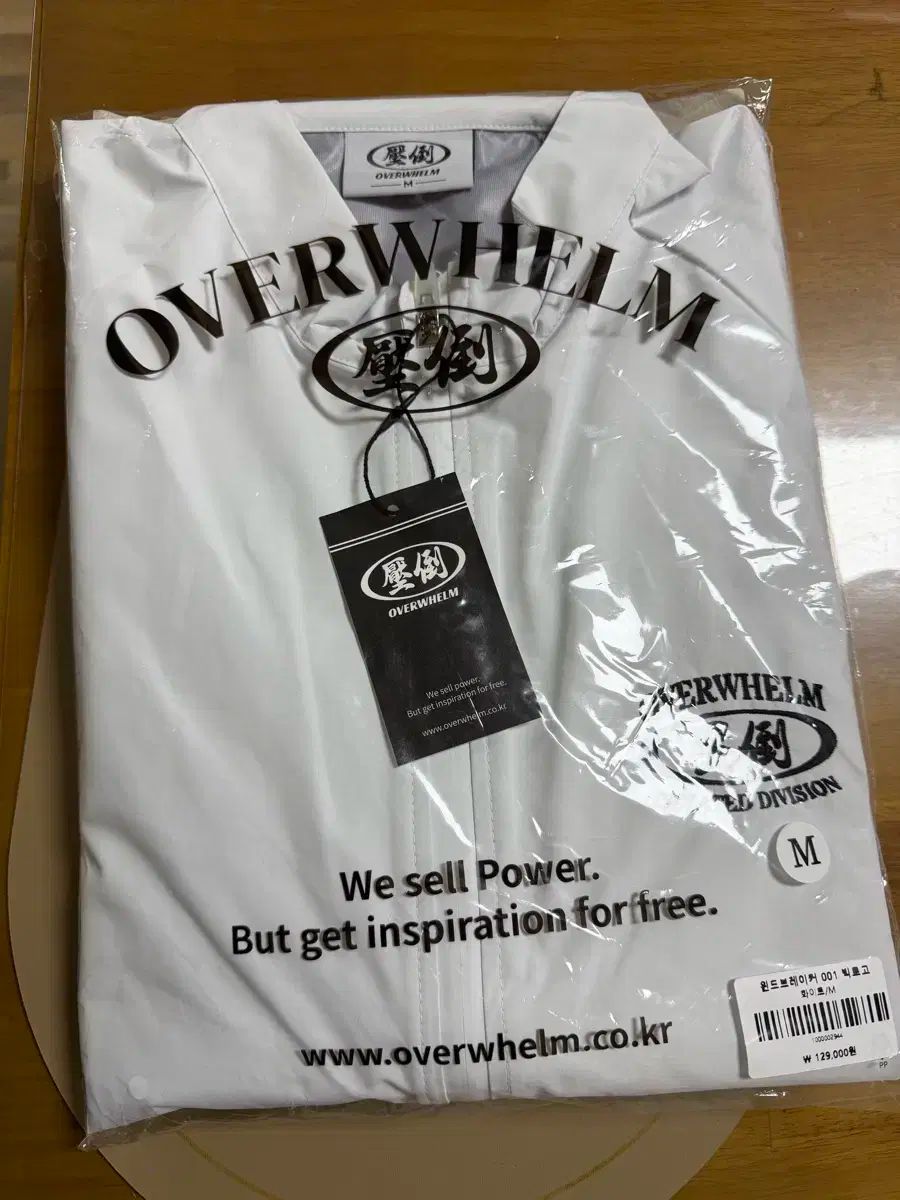 壓倒
OVERWHELM
M
OVERWHELM
壓倒
壓倒
OVERWHELM
We sell power.
But get inspiration for free.
www.overwhelm.co.kr
OVERWHELM
倒
DIVISION
M
We sell Power.
But get inspiration for free.
www.overwhelm.co.kr
윈드브레이커 001 빅로고
화이트/M
1000002944
₩ 129,000원
PP